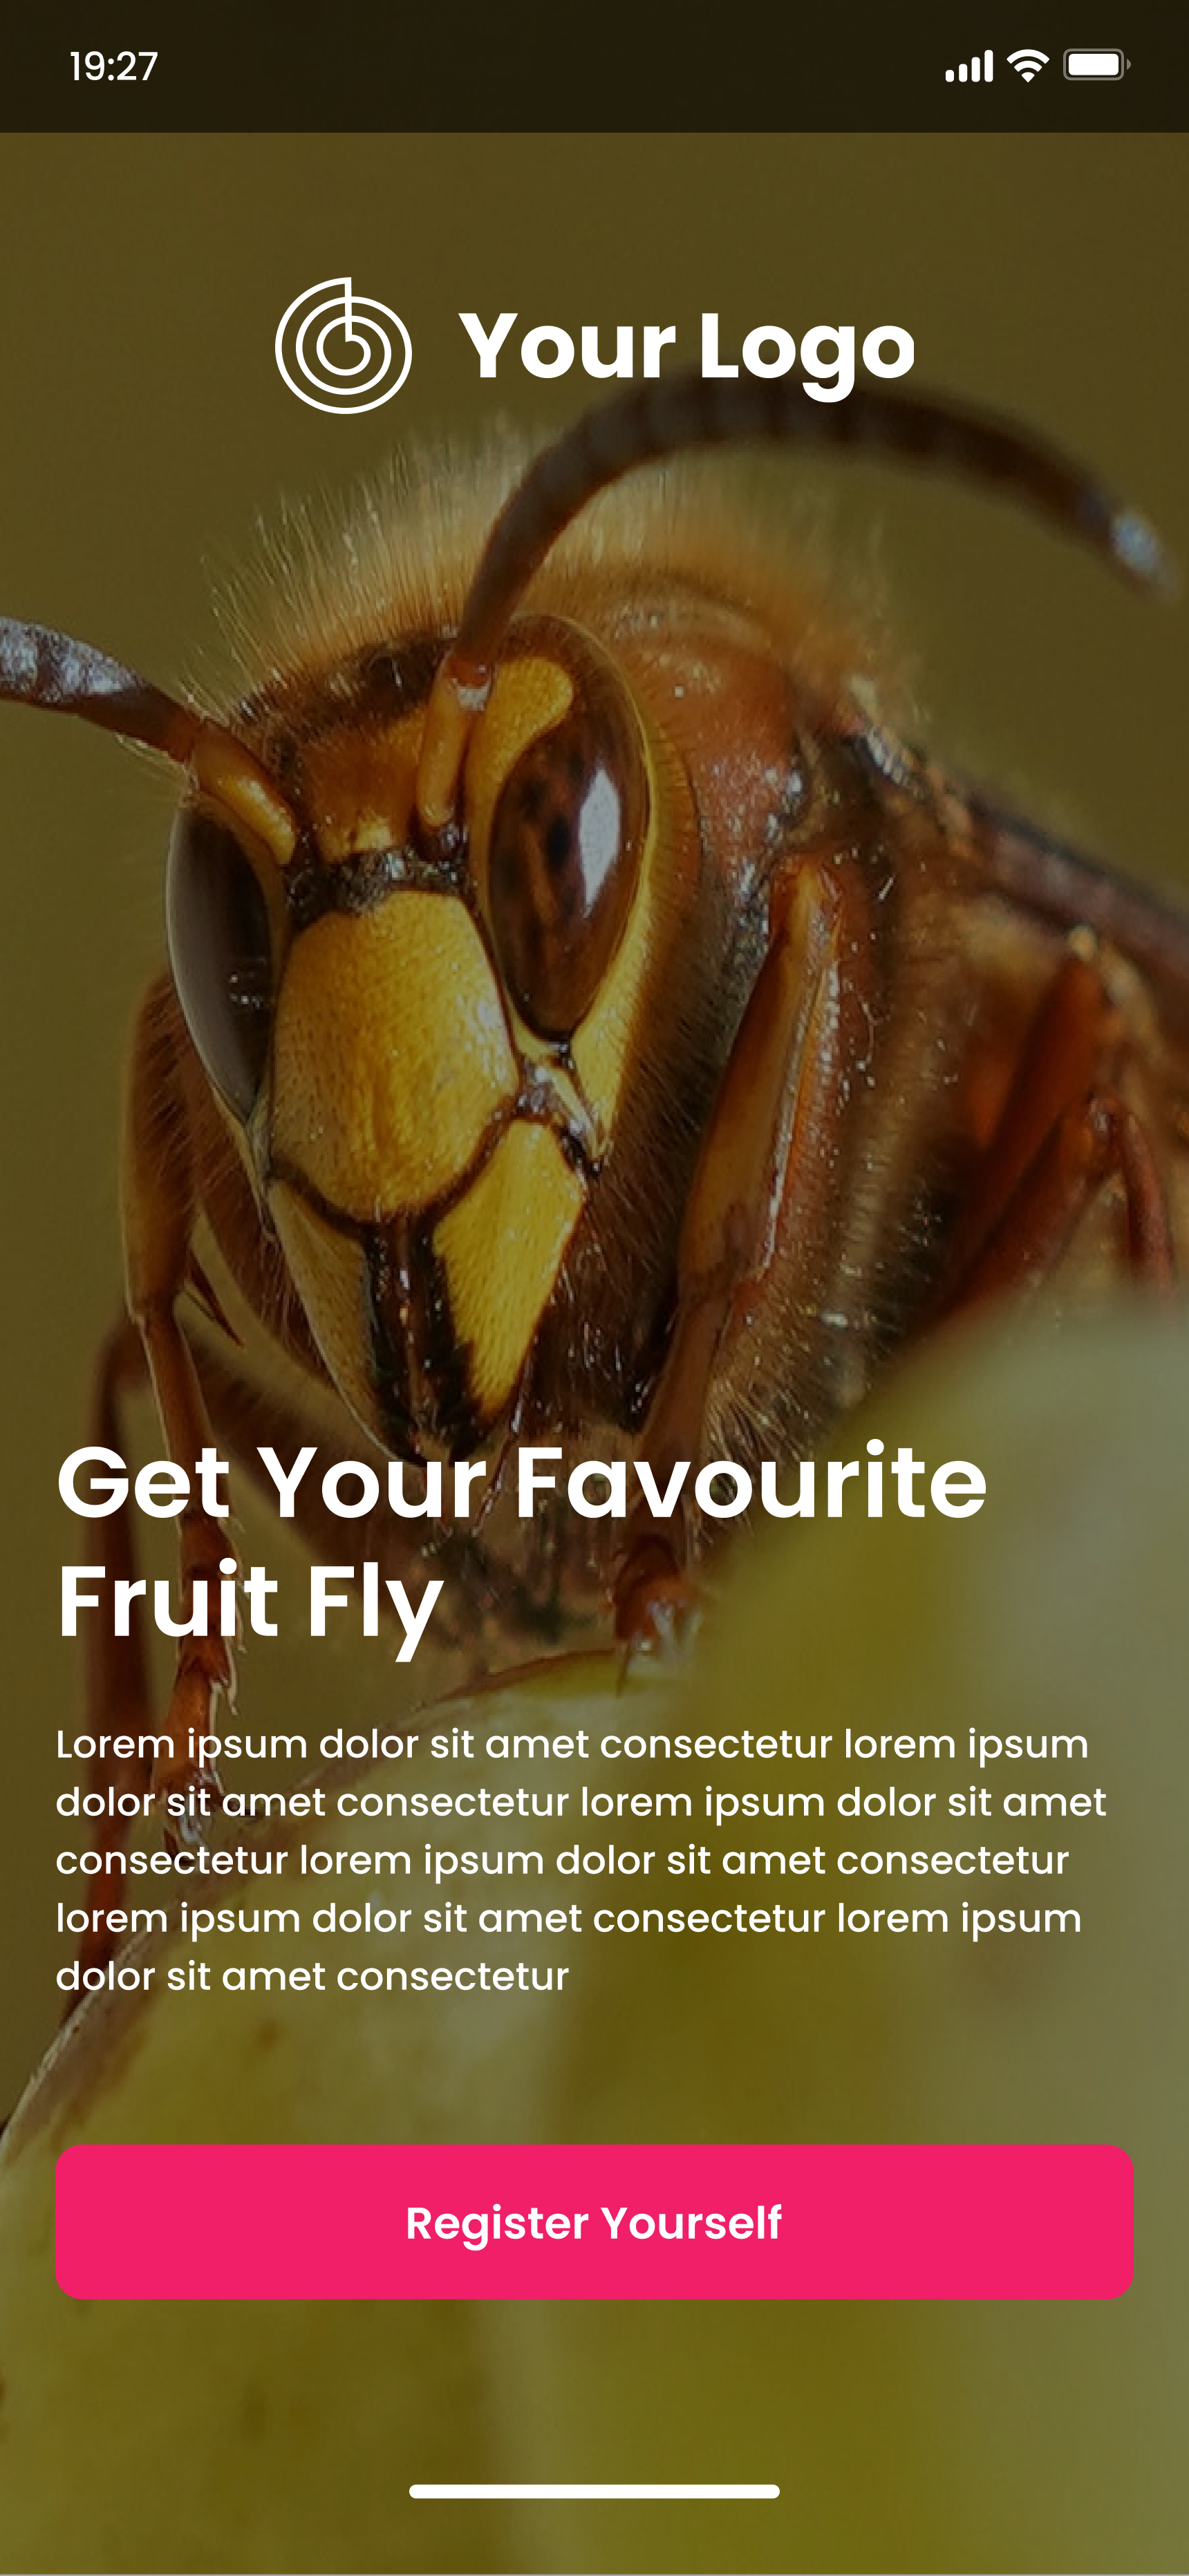 19:27
Your Logo
Get Your Favourite
Fruit Fly
Lorem ipsum dolor sit amet consectetur lorem ipsum
dolor sit amet consectetur lorem ipsum dolor sit amet
consectetur lorem ipsum dolor sit amet consectetur
lorem ipsum dolor sit amet consectetur lorem ipsum
dolor sit amet consectetur
Register Yourself